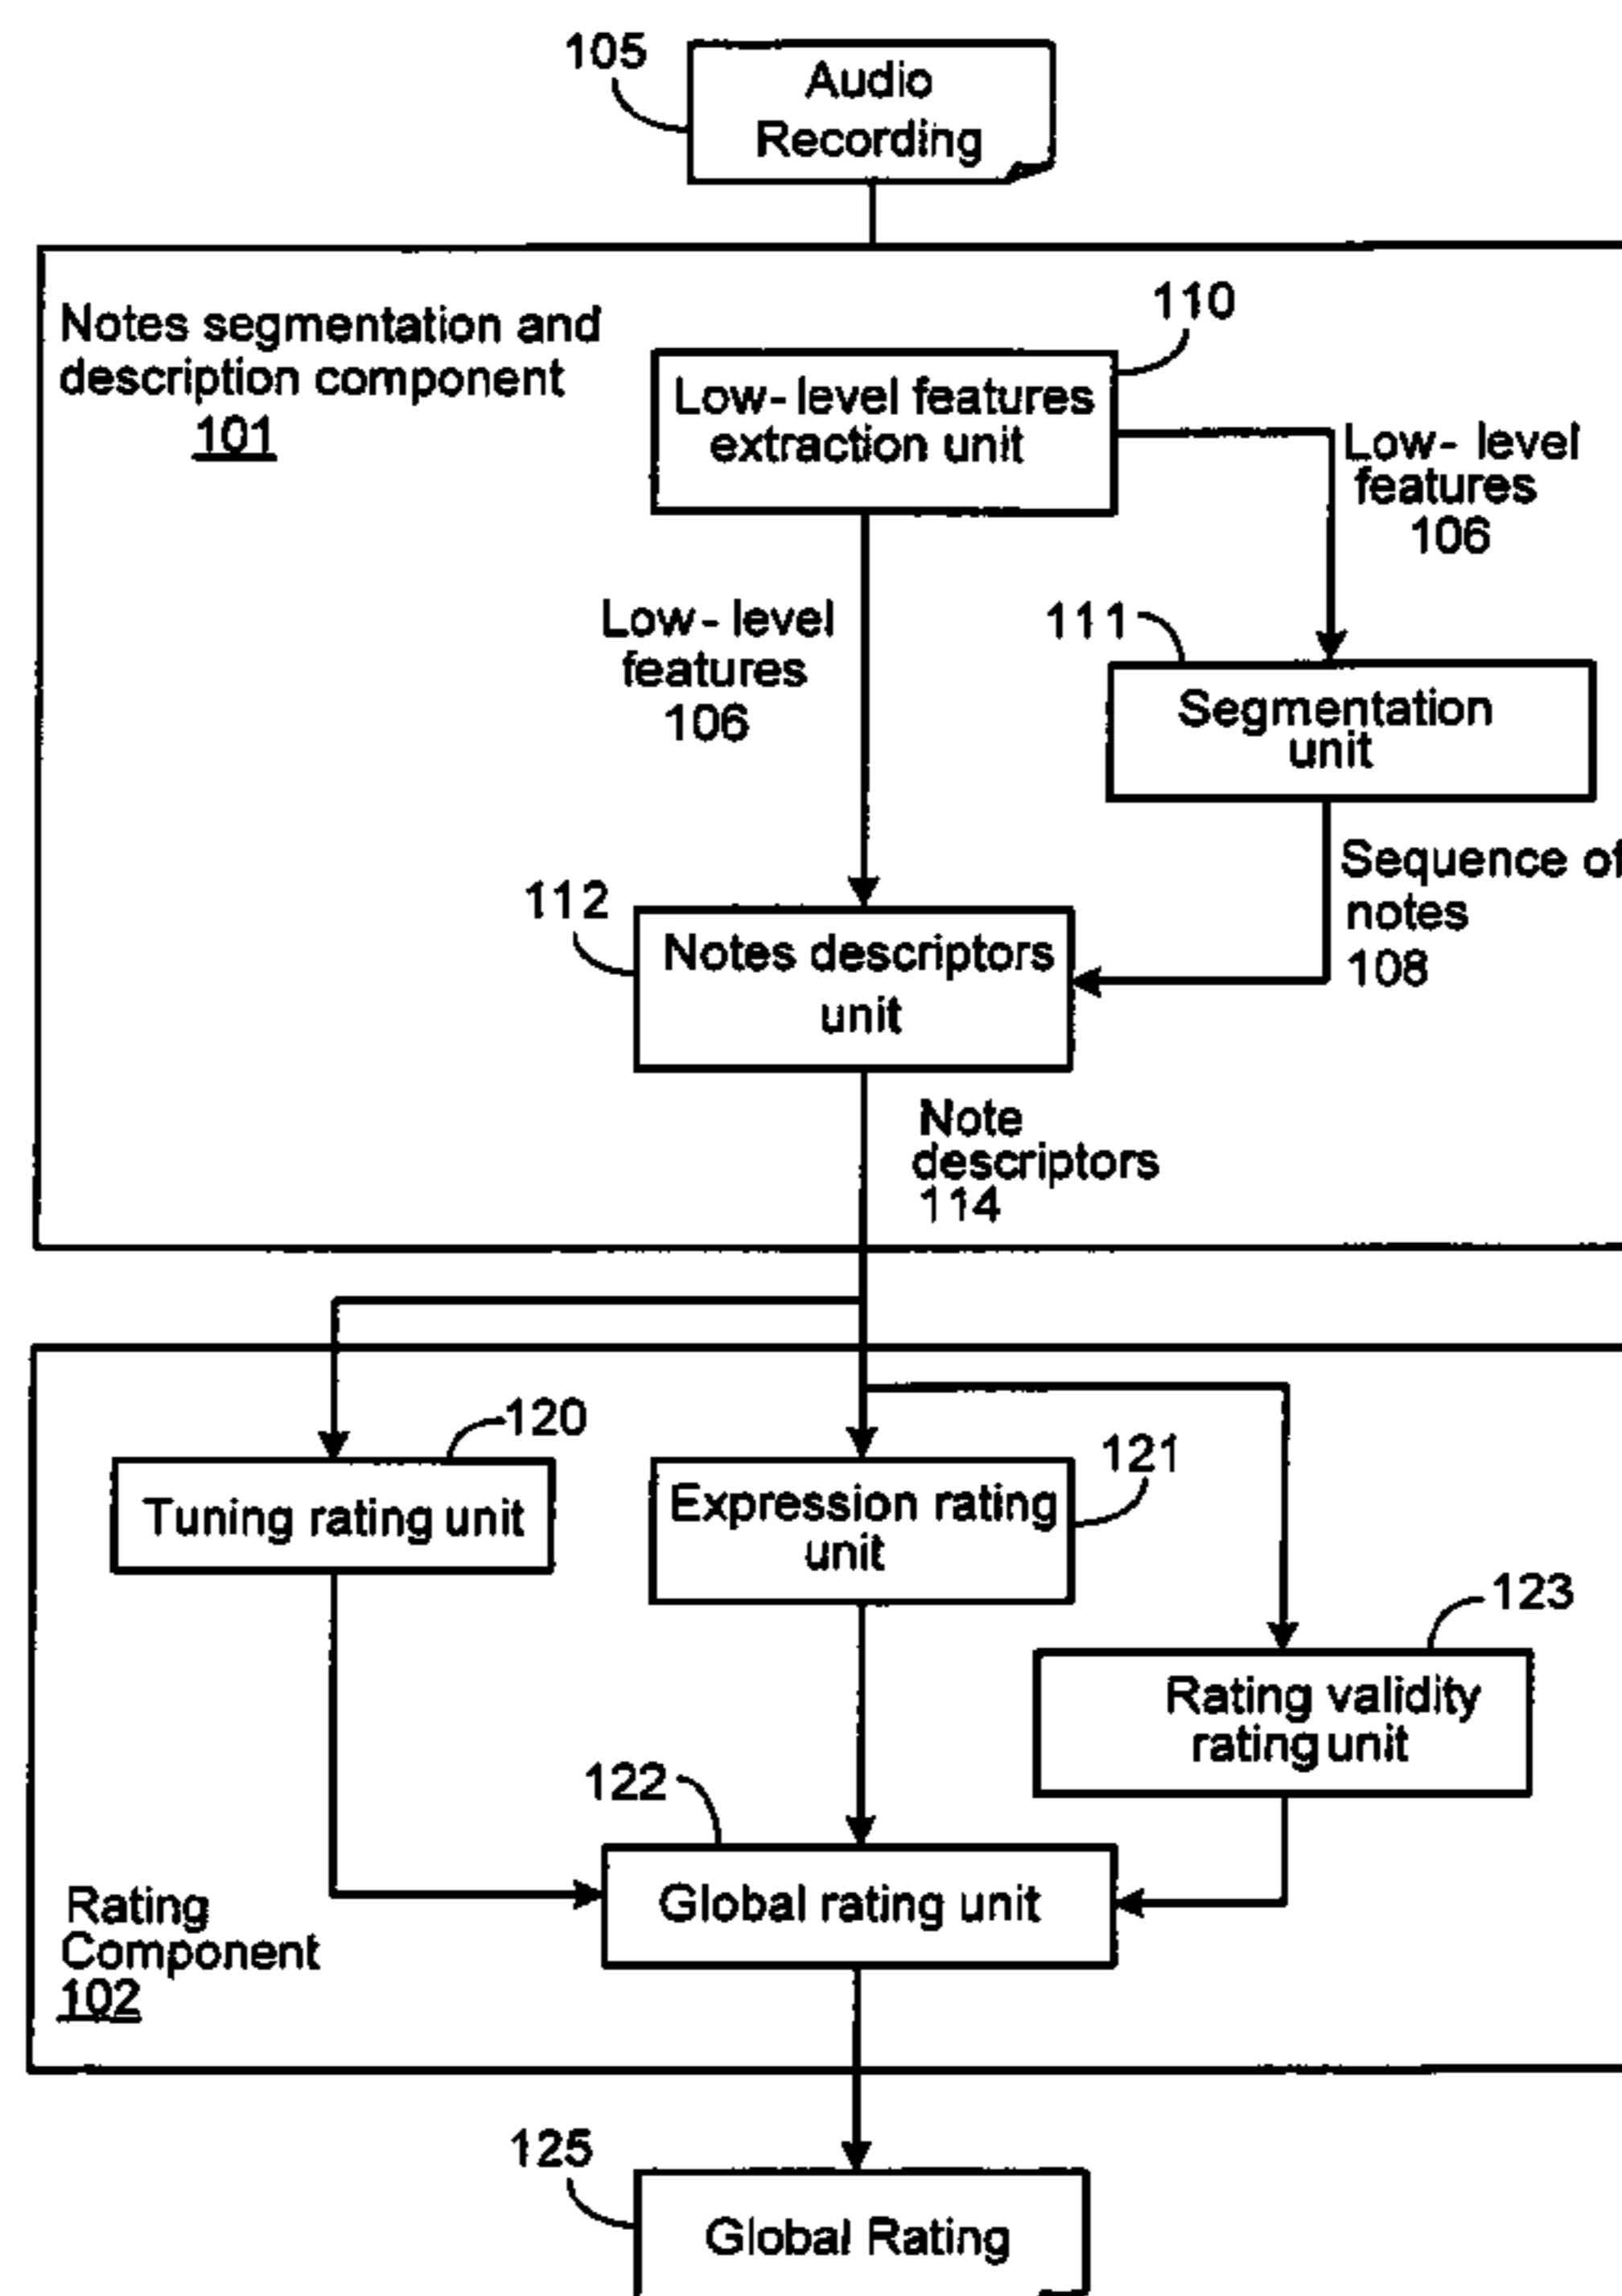 105
Audio
Recording
Notes segmentation and
description component
101
110
Low-level features
extraction unit
Low-level
features
106
Low-level
features
106
111
Segmentation
unit
Sequence of
notes
108
112
Notes descriptors
unit
Note
descriptors
114
120
Tuning rating unit
121
Expression rating
unit
123
Rating validity
rating unit
122
Global rating unit
Rating
Component
102
125
Global Rating